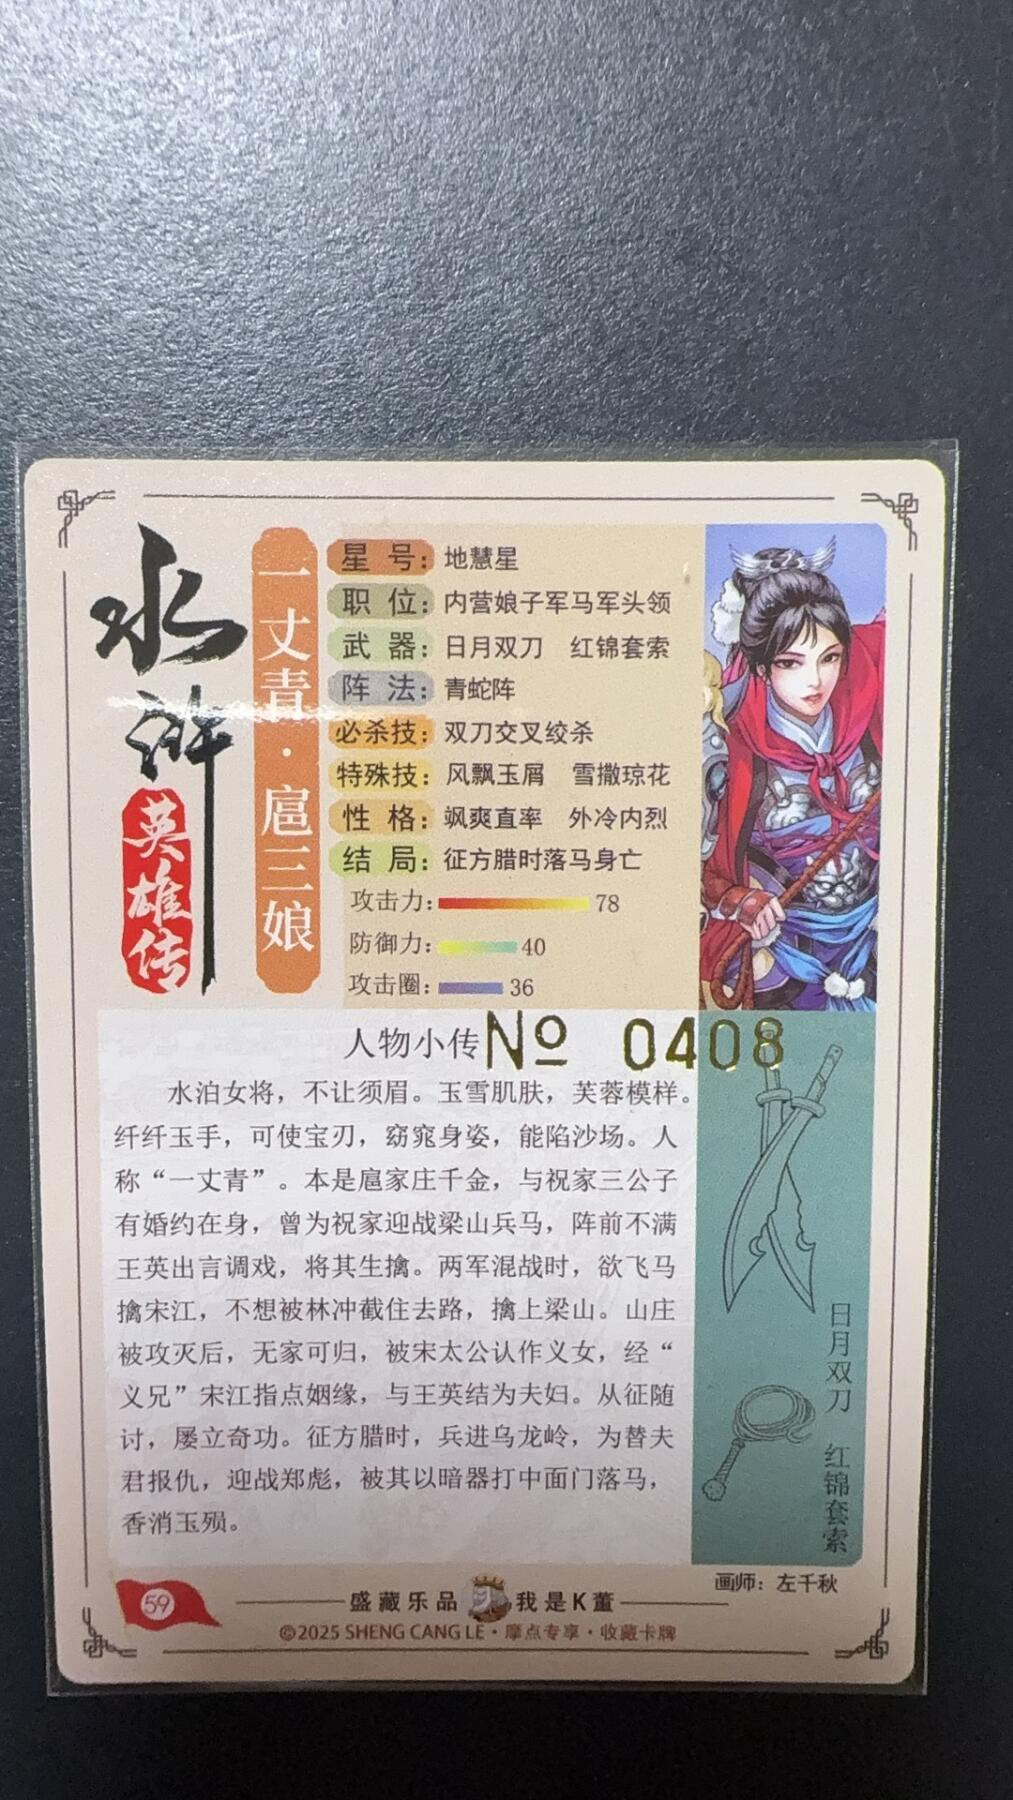 水浒
英雄传
一丈青·扈三娘
星号：地慧星
职位：内营娘子军马军头领
武器：日月双刀 红锦套索
阵法：青蛇阵
必杀技：双刀交叉绞杀
特殊技：风飘玉屑 雪撒琼花
性格：飒爽直率 外冷内烈
结局：征方腊时落马身亡
攻击力：78
防御力：40
攻击圈：36
人物小传
No 0408
水泊女将，不让须眉。玉雪肌肤，芙蓉模样。
纤纤玉手，可使宝刃，窈窕身姿，能陷沙场。人
称“一丈青”。本是扈家庄千金，与祝家三公子
有婚约在身，曾为祝家迎战梁山兵马，阵前不满
王英出言调戏，将其生擒。两军混战时，欲飞马
擒宋江，不想被林冲截住去路，擒上梁山。山庄
被攻灭后，无家可归，被宋太公认作义女，经“
义兄”宋江指点姻缘，与王英结为夫妇。从征随
讨，屡立奇功。征方腊时，兵进乌龙岭，为替夫
君报仇，迎战郑彪，被其以暗器打中面门落马，
香消玉殒。
日月双刀 红锦套索
画师：左千秋
59
盛藏乐品 我是K董
©2025 SHENG CANG LE·摩点专享·收藏卡牌